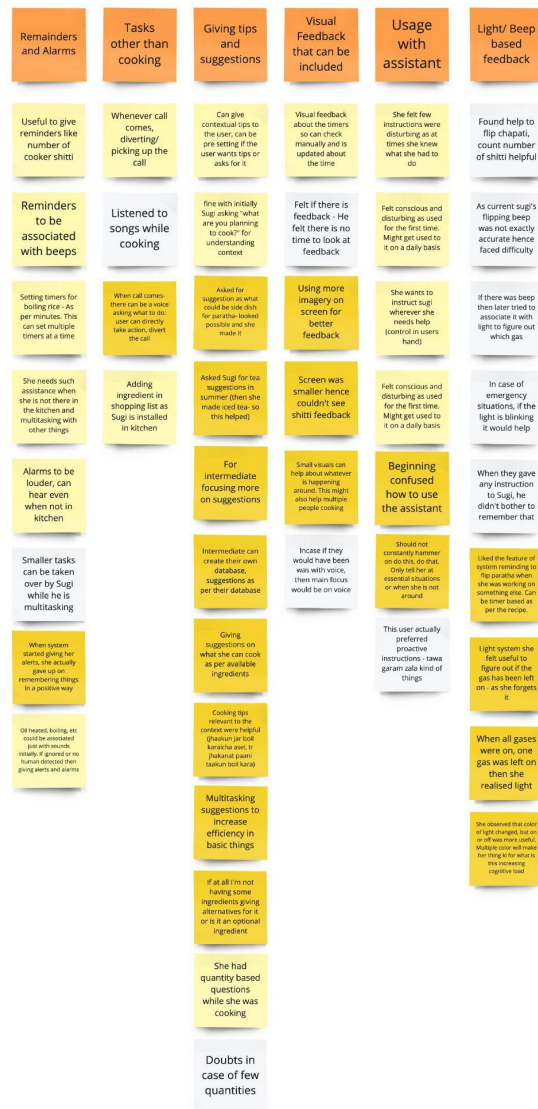 Remainders
and Alarms
Useful to give
reminders like
number of
cooker shitti
Reminders
to be
associated
with beeps
Setting timers for
boiling rice - As
per minutes. This
can set multiple
timers at a time
She needs such
assistance when
she is not there in
the kitchen and
multitasking with
other things
Alarms to be
louder, can
hear even
when not in
kitchen
Smaller tasks
can be taken
over by Sugi
while he is
multitasking
When system
started giving her
alerts, she actually
gave up on
remembering things
in a positive way
Oil heated, boiling, etc
could be associated
just with sounds
initially. If ignored or no
human detected then
giving alerts and alarms
Tasks
other than
cooking
Whenever call
comes,
diverting/
picking up the
call
Listened to
songs while
cooking
When call comes-
there can be a voice
asking what to do:
user can directly
take action, divert
the call
Adding
ingredient in
shopping list as
Sugi is installed
in kitchen
Giving tips
and
suggestions
Can give
contextual tips to
the user, can be
pre setting if the
user wants tips or
asks for it
fine with initially
Sugi asking "what
are you planning
to cook?" for
understanding
context
Asked for
suggestion as what
could be side dish
for paratha- looked
possible and she
made it
Asked Sugi for tea
suggestions in
summer (then she
made iced tea- so
this helped)
For
intermediate
focusing more
on suggestions
Intermediate can
create their own
database,
suggestions as
per their database
Giving
suggestions on
what she can cook
as per available
ingredients
Cooking tips
relevant to the
context were helpful
(jhaakun jar boil
karaicha asel, tr
jhakanat paani
taakun boil kara)
Multitasking
suggestions to
increase
efficiency in
basic things
If at all i'm not
having some
ingredients giving
alternatives for it
or is it an optional
ingredient
She had
quantity based
questions
while she was
cooking
Doubts in
case of few
quantities
Visual
Feedback
that can be
included
Visual feedback
about the timers
so can check
manually and is
updated about
the time
Felt if there is
feedback - He
felt there is no
time to look at
feedback
Using more
imagery on
screen for
better
feedback
Screen was
smaller hence
couldn't see
shitti feedback
Small visuals can
help about whatever
is happening
around. This might
also help multiple
people cooking
Incase if they
would have been
was with voice,
then main focus
would be on voice
Usage
with
assistant
She felt few
instructions were
disturbing as at
times she knew
what she had to
do
Felt conscious and
disturbing as used
for the first time.
Might get used to
it on a daily basis
She wants to
instruct sugi
wherever she
needs help
(control in users
hand)
Felt conscious and
disturbing as used
for the first time.
Might get used to
it on a daily basis
Beginning
confused
how to use
the assistant
Should not
constantly hammer
on do this, do that.
Only tell her at
essential situations
or when she is not
around
This user actually
preferred
proactive
instructions - tawa
garam zala kind of
things
Light/ Beep
based
feedback
Found help to
flip chapati,
count number
of shitti helpful
As current sugi's
flipping beep
was not exactly
accurate hence
faced difficulty
If there was beep
then later tried to
associate it with
light to figure out
which gas
In case of
emergency
situations, if the
light is blinking
it would help
When they gave
any instruction
to Sugi, he
didn't bother to
remember that
Liked the feature of
system reminding to
flip paratha when
she was working on
something else. Can
be timer based as
per the recipe.
Light system she
felt useful to
figure out if the
gas has been left
on - as she forgets
it
When all gases
were on, one
gas was left on
then she
realised light
She observed that color
of light changed, but on
or off was more useful.
Multiple color will make
her thing ki for what is
this increasing
cognitive load